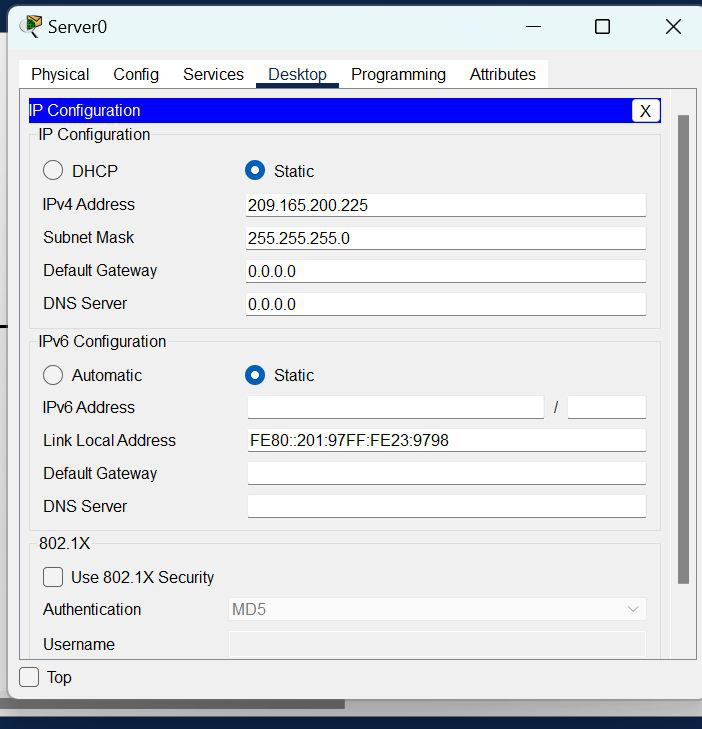 Server0
Physical Config Services Desktop Programming Attributes
IP Configuration X
IP Configuration
DHCP Static
IPv4 Address 209.165.200.225
Subnet Mask 255.255.255.0
Default Gateway 0.0.0.0
DNS Server 0.0.0.0
IPv6 Configuration
Automatic Static
IPv6 Address /
Link Local Address FE80::201:97FF:FE23:9798
Default Gateway
DNS Server
802.1X
Use 802.1X Security
Authentication MD5
Username
Top